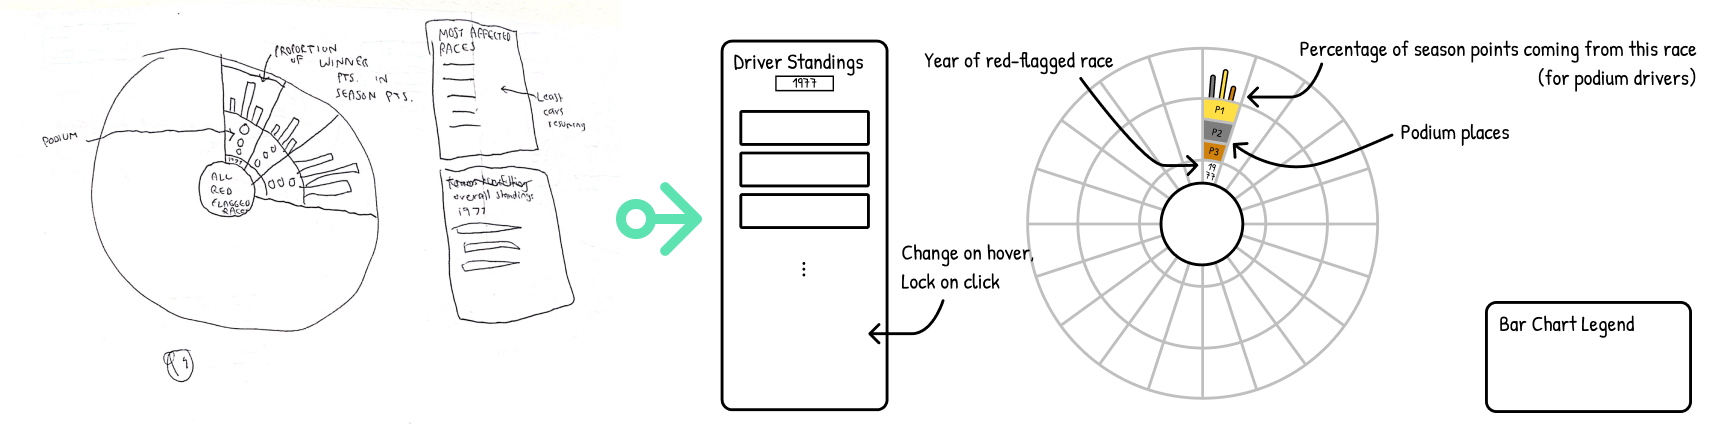 PROPORTION
OF WINNER
PTS. IN
SEASON PTS.
PODIUM
1977
ALL
RED
FLAGGED
RACES
MOST AFFECTED
RACES
Least
cars
resuming
overall standings
1977
Driver Standings
1977
Change on hover,
Lock on click
Year of red-flagged race
Percentage of season points coming from this race
(for podium drivers)
Podium places
P1
P2
P3
19
77
Bar Chart Legend